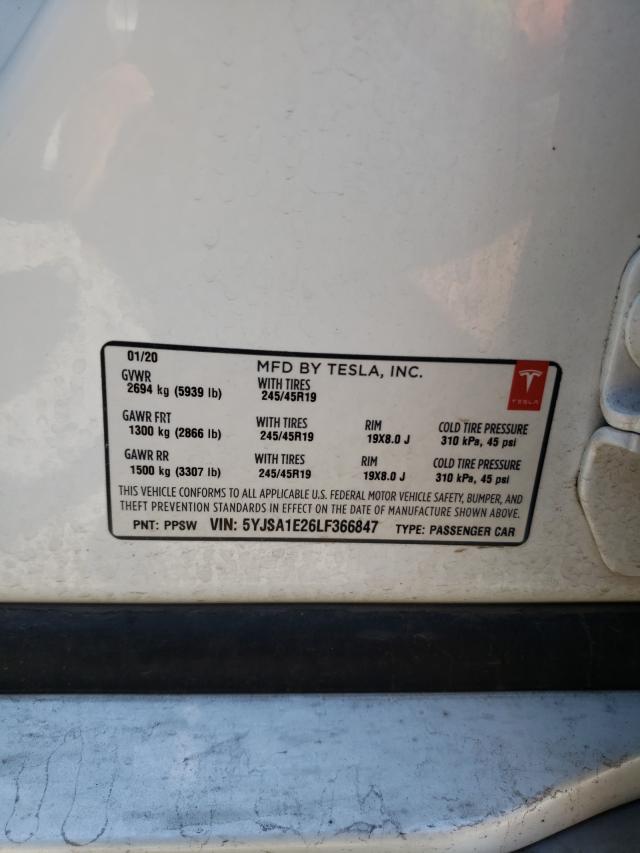 01/20
MFD BY TESLA, INC.
GVWR
2694 kg (5939 lb)
WITH TIRES
245/45R19
TESLA
GAWR FRT
1300 kg (2866 lb)
WITH TIRES
245/45R19
RIM
19X8.0 J
COLD TIRE PRESSURE
310 kPa, 45 psi
GAWR RR
1500 kg (3307 lb)
WITH TIRES
245/45R19
RIM
19X8.0 J
COLD TIRE PRESSURE
310 kPa, 45 psi
THIS VEHICLE CONFORMS TO ALL APPLICABLE U.S. FEDERAL MOTOR VEHICLE SAFETY, BUMPER, AND
THEFT PREVENTION STANDARDS IN EFFECT ON THE DATE OF MANUFACTURE SHOWN ABOVE.
PNT: PPSW VIN: 5YJSA1E26LF366847 TYPE: PASSENGER CAR